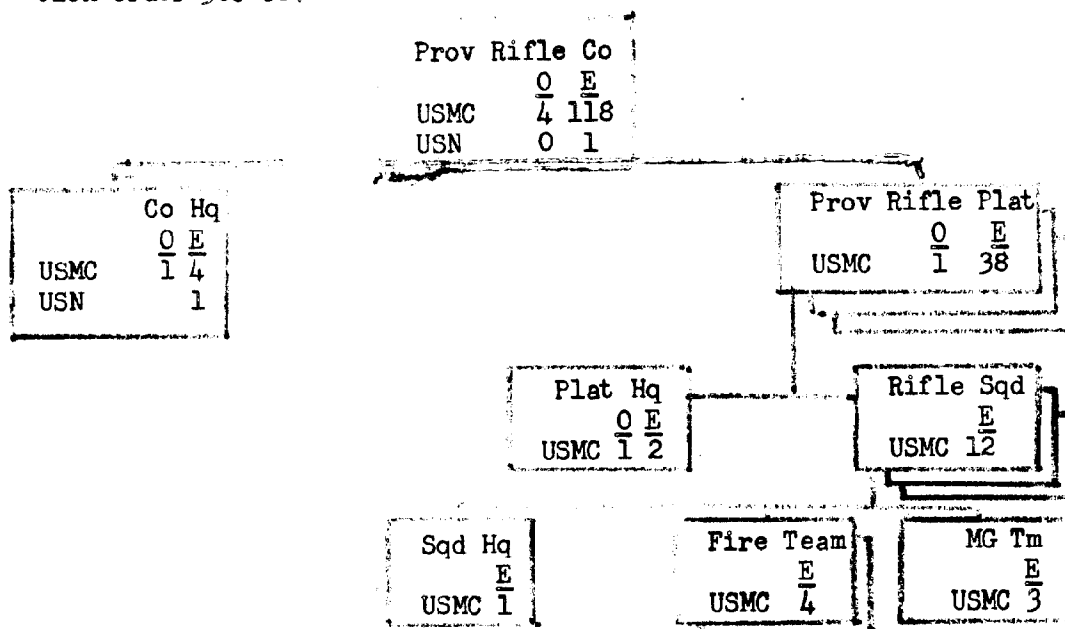 Prov Rifle Co
O E
USMC 4 118
USN 0 1
Co Hq
O E
USMC 1 4
USN 1
Prov Rifle Plat
O E
USMC 1 38
Plat Hq
O E
USMC 1 2
Rifle Sqd
E
USMC 12
Sqd Hq
E
USMC 1
Fire Team
E
USMC 4
MG Tm
E
USMC 3